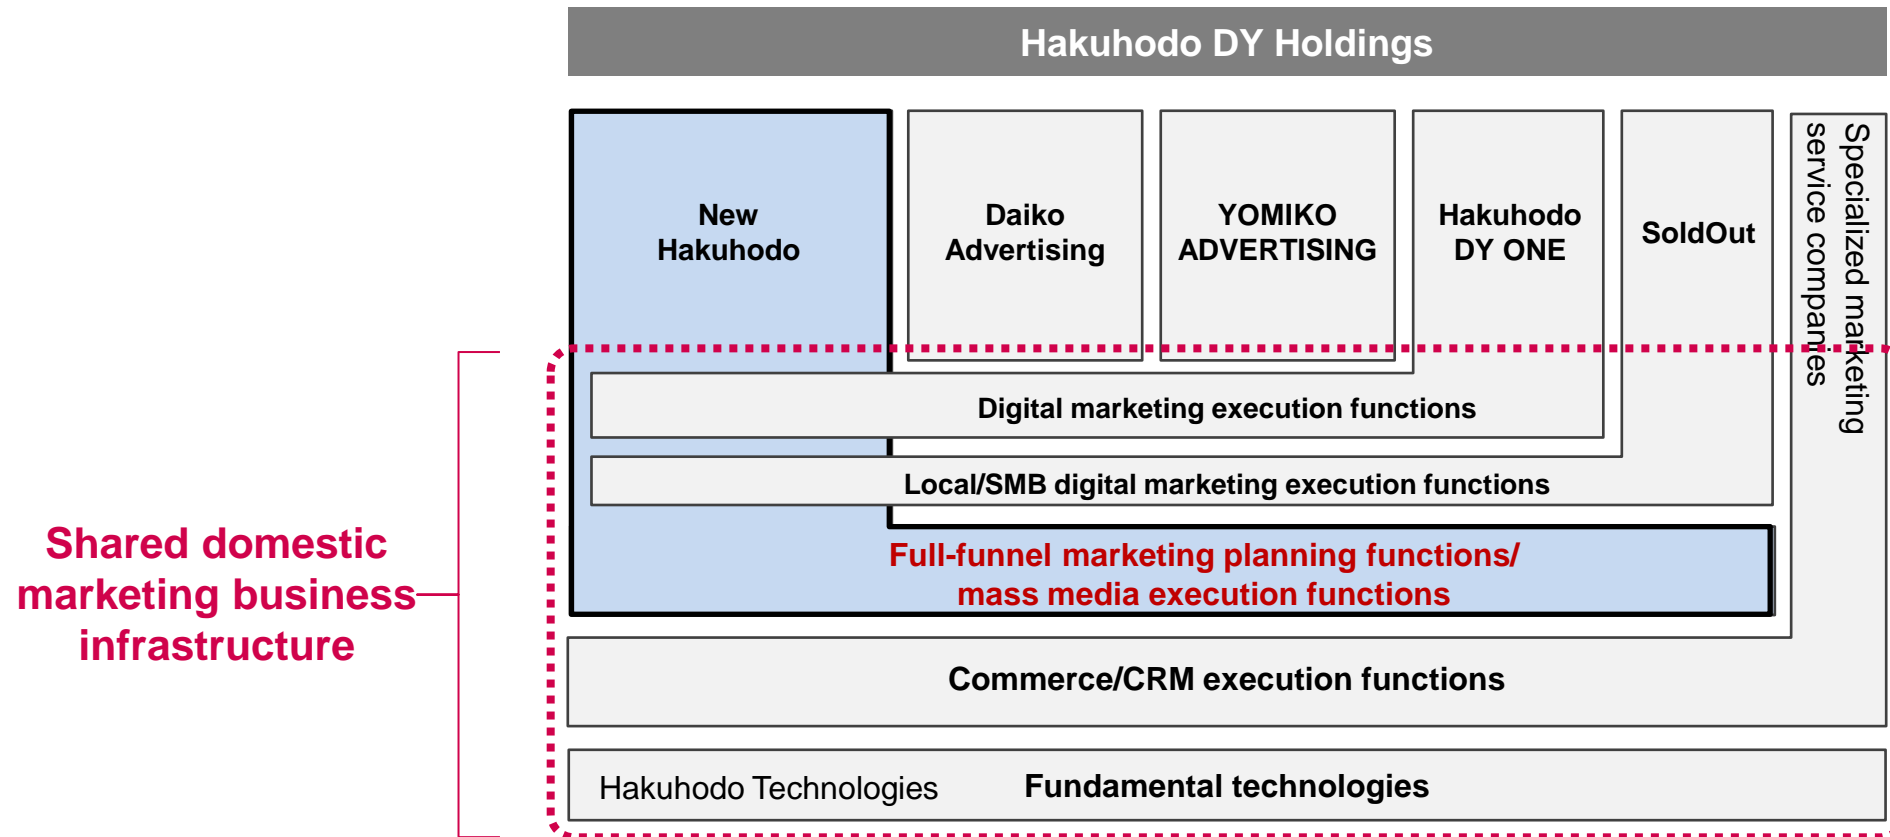 Hakuhodo DY Holdings
New
Hakuhodo
Daiko
Advertising
YOMIKO
ADVERTISING
Hakuhodo
DY ONE
SoldOut
Specialized marketing
service companies
Digital marketing execution functions
Local/SMB digital marketing execution functions
Shared domestic
marketing business
infrastructure
Full-funnel marketing planning functions/
mass media execution functions
Commerce/CRM execution functions
Hakuhodo Technologies Fundamental technologies